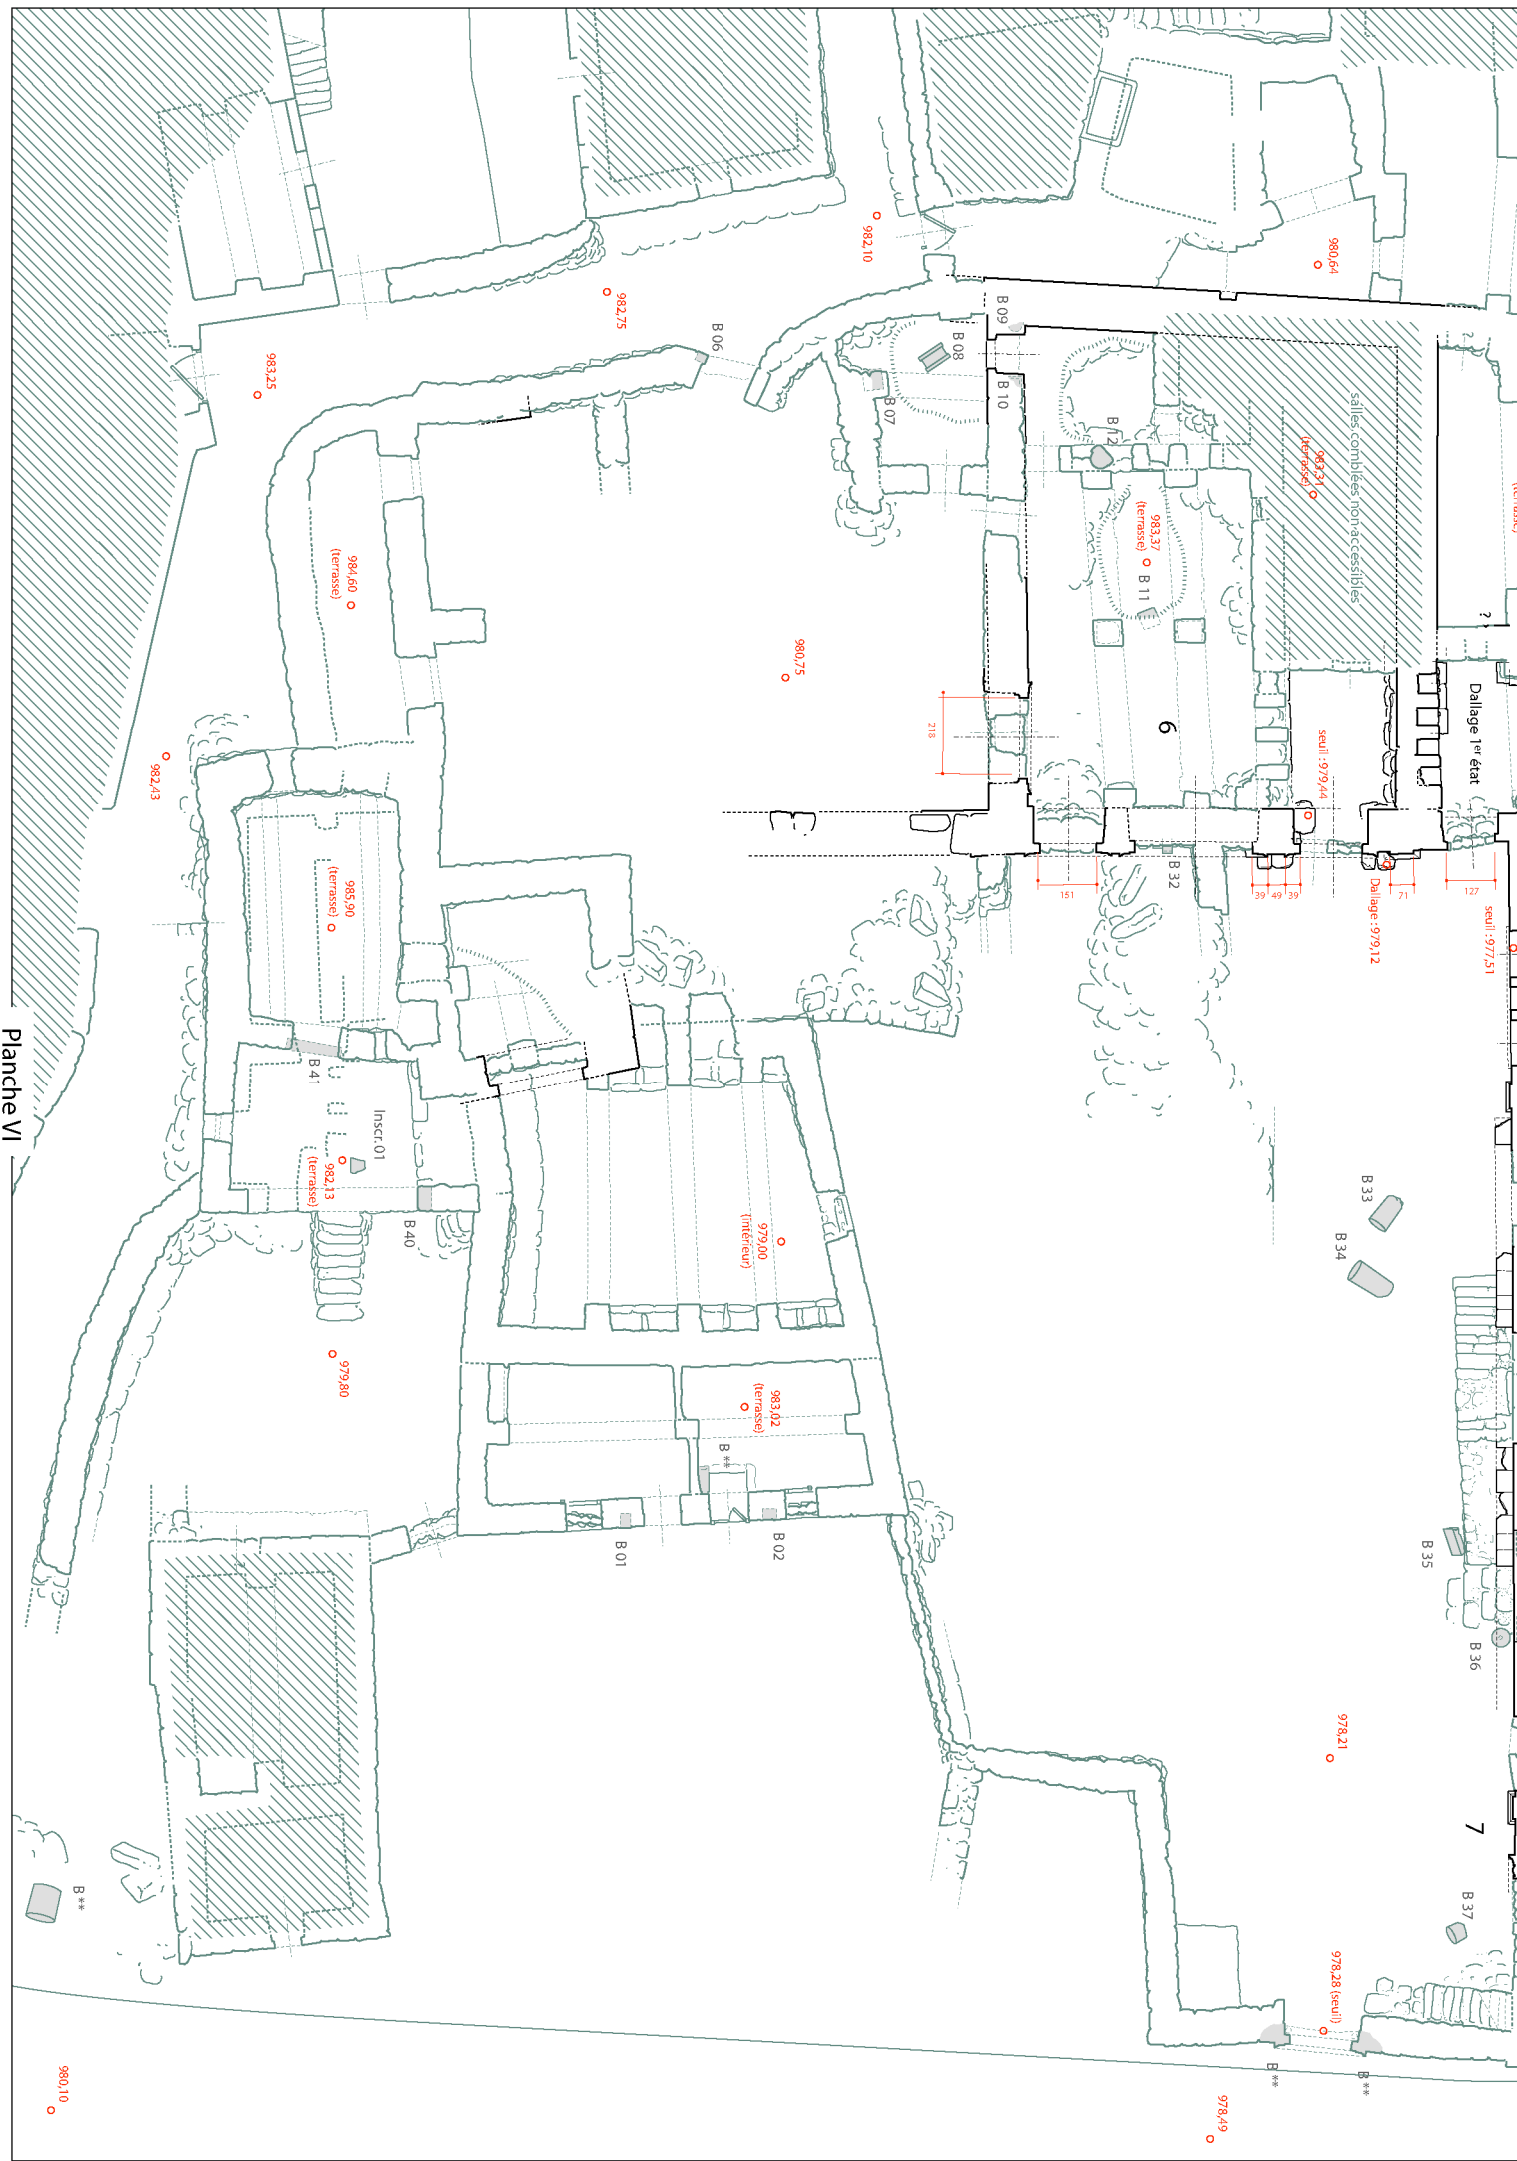 980,64
982,10
982,75
983,25
B 06
B 09
B 08
B 10
B 07
B 12
salles comblées non accessibles
983,31
(terrasse)
(terrasse)
983,37
(terrasse)
B 11
984,60
(terrasse)
980,75
?
Dallage 1er état
6
218
seuil : 979,44
982,43
985,90
(terrasse)
B 32
151
39
49
39
71
127
Dallage : 979,12
seuil : 977,51
B 41
Inscr. 01
982,13
(terrasse)
B 40
979,00
(intérieur)
B 33
B 34
979,80
983,02
(terrasse)
B **
B 01
B 02
B 35
B 36
978,21
7
B 37
978,28 (seuil)
B **
B **
B **
978,49
980,10
Planche VI